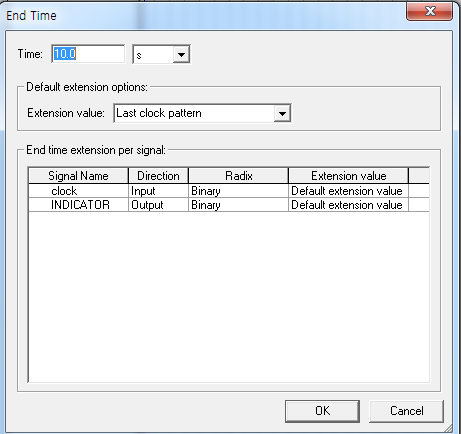 End Time
Time: 10.0 s
Default extension options:
Extension value: Last clock pattern
End time extension per signal:
Signal Name Direction Radix Extension value
clock Input Binary Default extension value
INDICATOR Output Binary Default extension value
OK Cancel